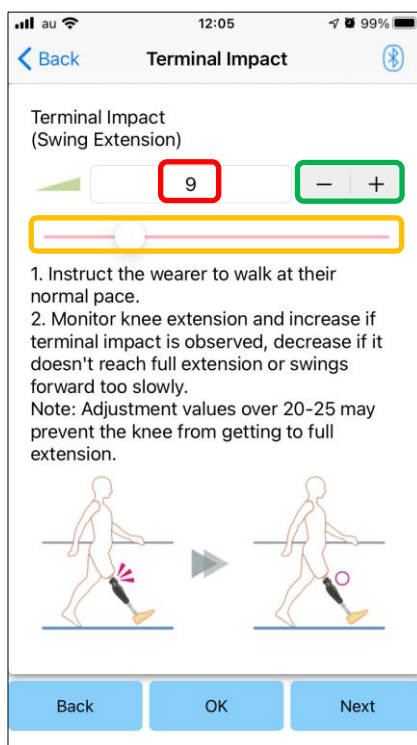 au 12:05 99%
Back Terminal Impact
Terminal Impact
(Swing Extension)
9 − +
1. Instruct the wearer to walk at their
normal pace.
2. Monitor knee extension and increase if
terminal impact is observed, decrease if it
doesn't reach full extension or swings
forward too slowly.
Note: Adjustment values over 20-25 may
prevent the knee from getting to full
extension.
Back OK Next